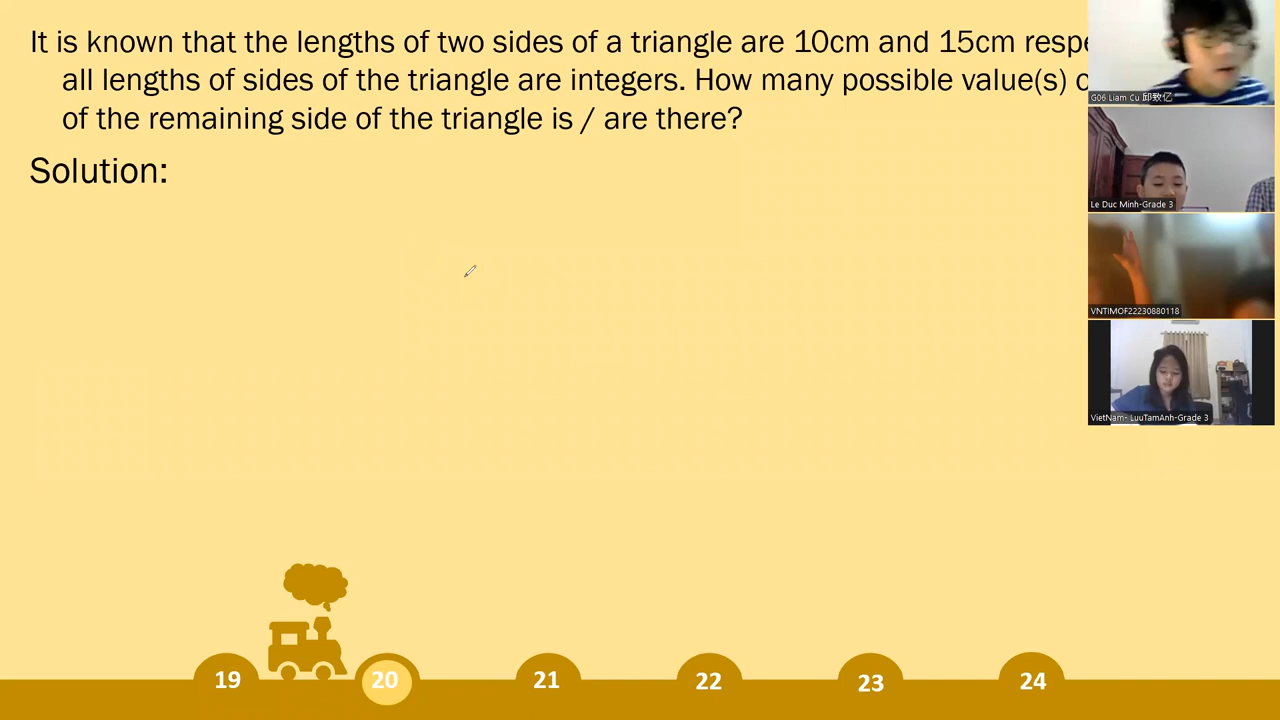 It is known that the lengths of two sides of a triangle are 10cm and 15cm
all lengths of sides of the triangle are integers. How many possible value(s)
of the remaining side of the triangle is / are there?
Solution:
G06 Liam Cu 邱致亿
Le Duc Minh-Grade 3
VNTIMOF22230880118
VietNam- LuuTamAnh-Grade 3
19 20 21 22 23 24